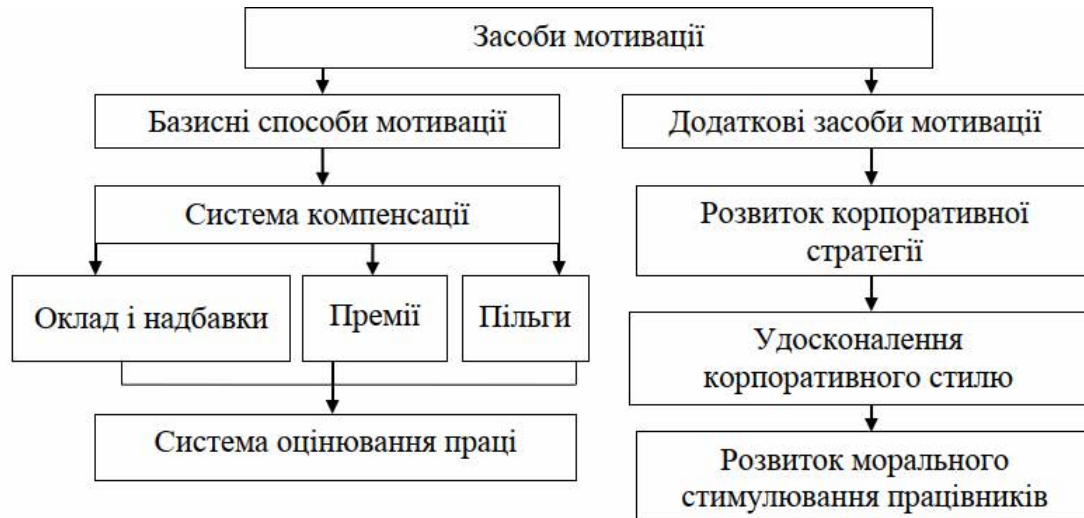 Засоби мотивації
Базисні способи мотивації
Додаткові засоби мотивації
Система компенсації
Розвиток корпоративної
стратегії
Оклад і надбавки
Премії
Пільги
Удосконалення
корпоративного стилю
Система оцінювання праці
Розвиток морального
стимулювання працівників